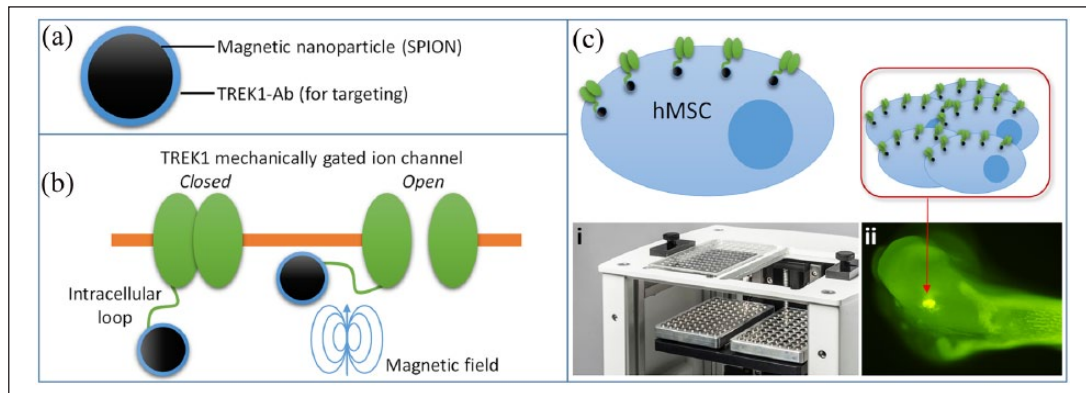 (a)
Magnetic nanoparticle (SPION)
TREK1-Ab (for targeting)
(b)
TREK1 mechanically gated ion channel
Closed
Open
Intracellular
loop
Magnetic field
(c)
hMSC
i
ii